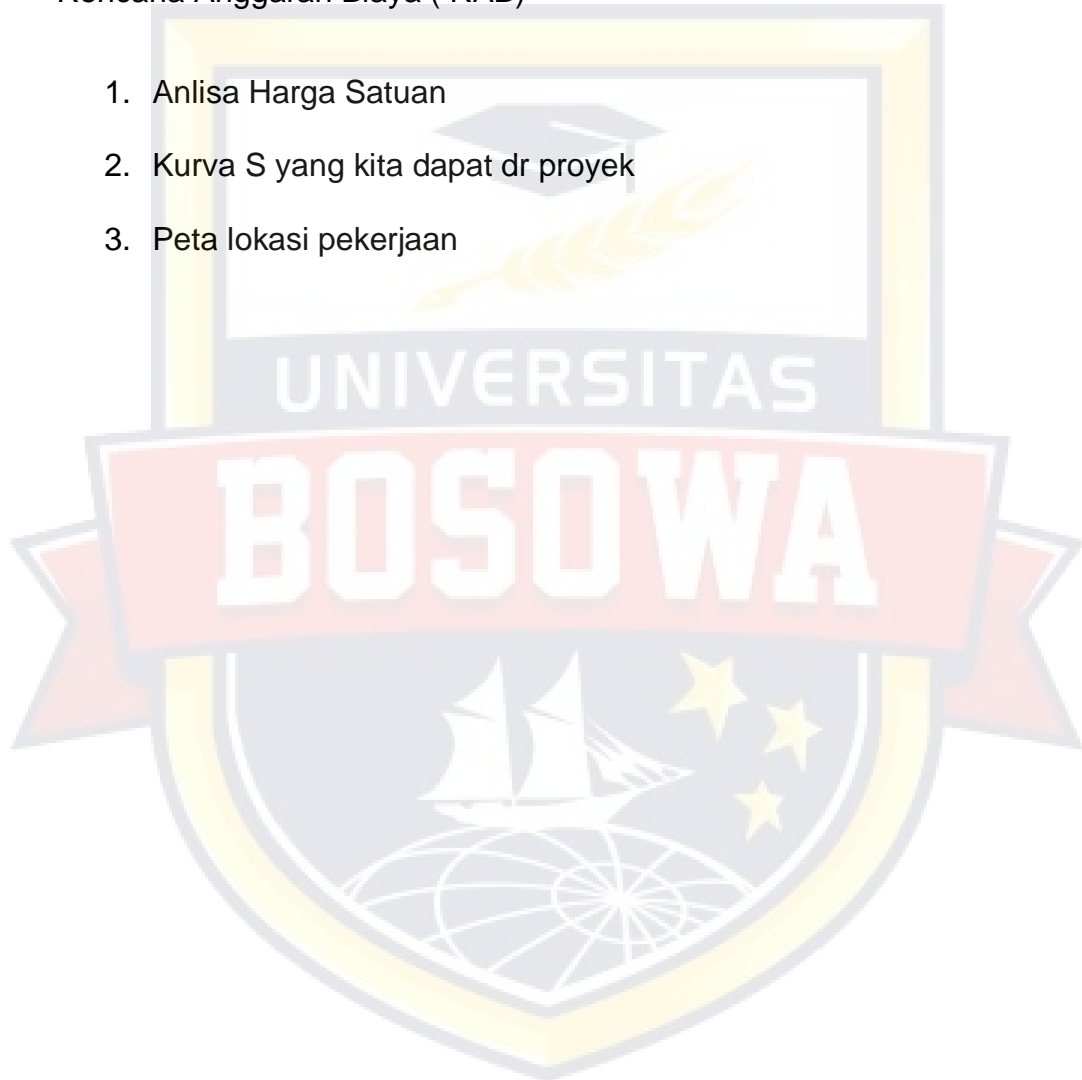 Rencana Anggaran Biaya ( RAB)
1. Anlisa Harga Satuan
2. Kurva S yang kita dapat dr proyek
3. Peta lokasi pekerjaan
UNIVERSITAS
BOSOWA